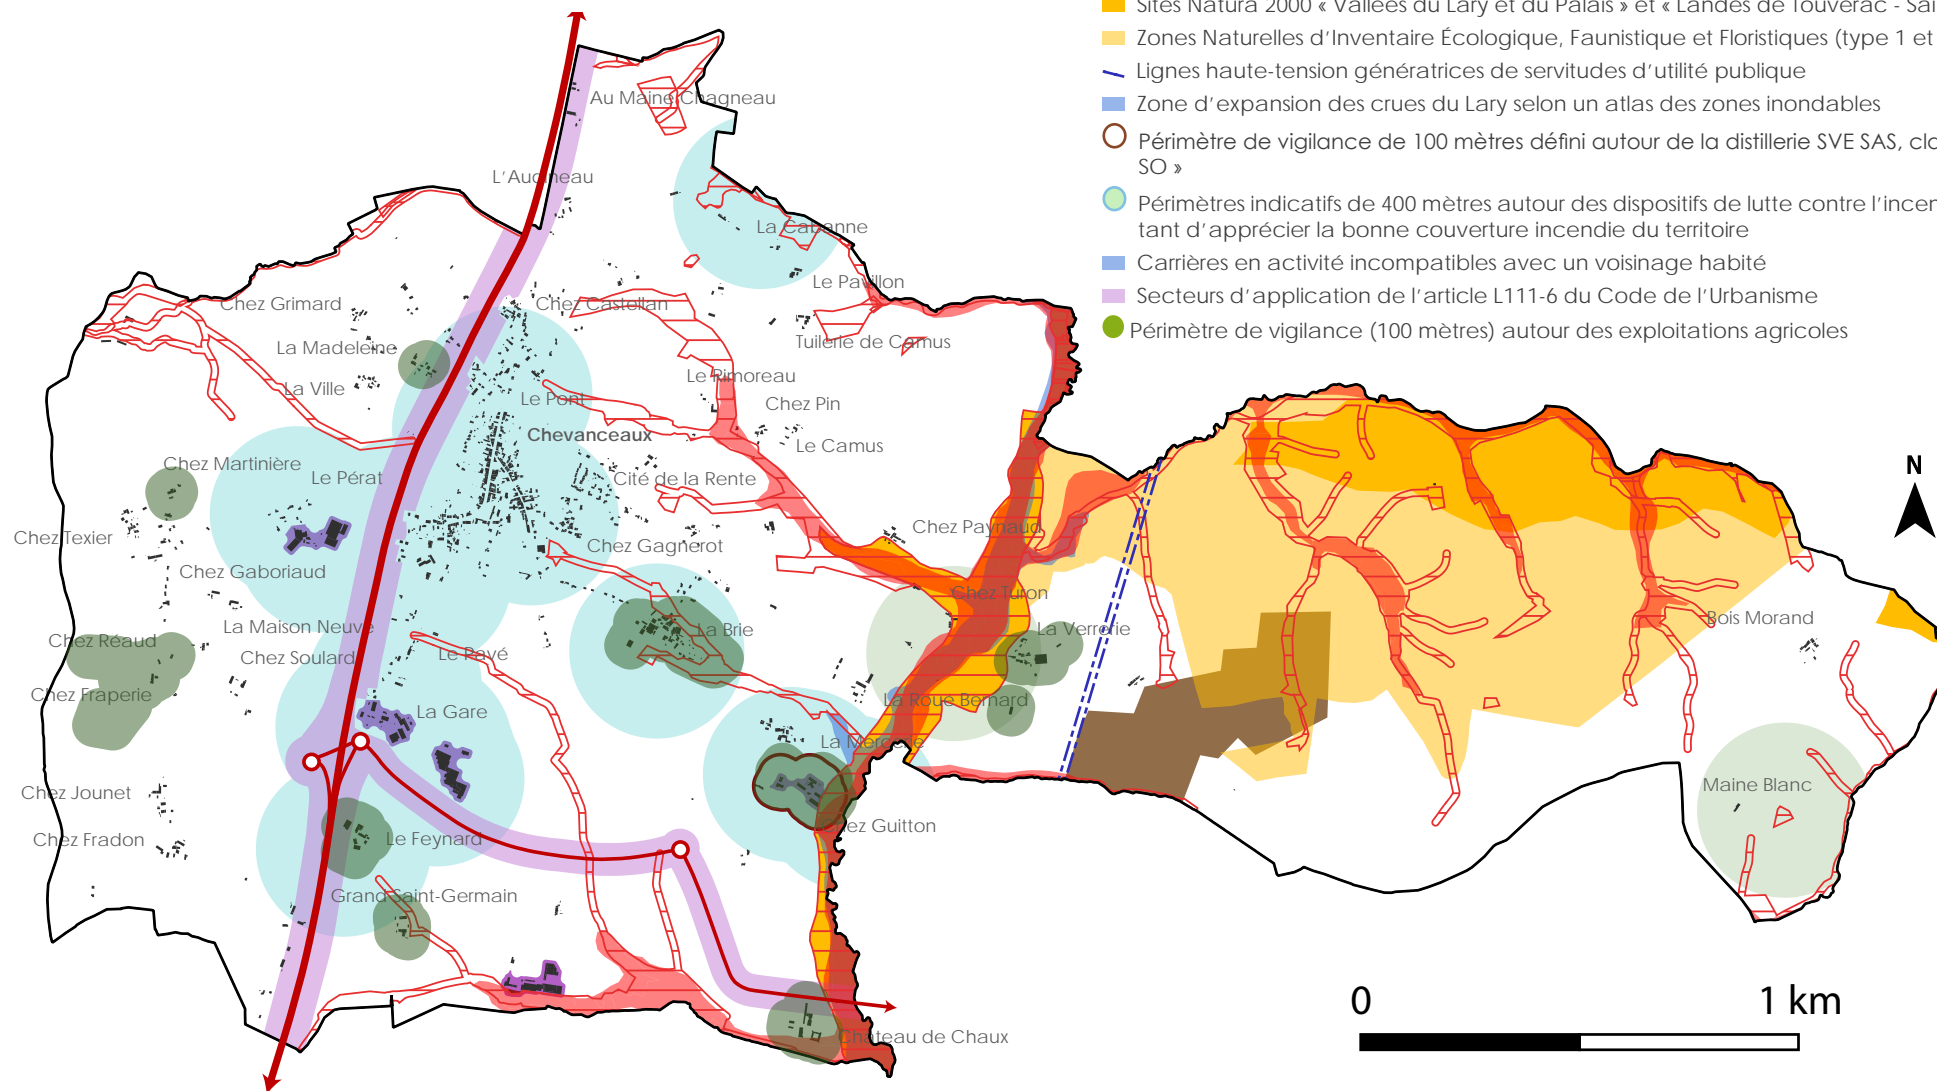 Sites Natura 2000 « Vallées du Lary et du Palais » et « Landes de Touverac - Sai
Zones Naturelles d'Inventaire Écologique, Faunistique et Floristiques (type 1 et
Lignes haute-tension génératrices de servitudes d'utilité publique
Zone d'expansion des crues du Lary selon un atlas des zones inondables
Périmètre de vigilance de 100 mètres défini autour de la distillerie SVE SAS, cla
SO »
Périmètres indicatifs de 400 mètres autour des dispositifs de lutte contre l'incen
tant d'apprécier la bonne couverture incendie du territoire
Carrières en activité incompatibles avec un voisinage habité
Secteurs d'application de l'article L111-6 du Code de l'Urbanisme
Périmètre de vigilance (100 mètres) autour des exploitations agricoles
Au Maine Chagneau
L'Audineau
La Cabanne
Le Pavillon
Chez Grimard
Chez Castellan
Tuilerie de Camus
La Madeleine
La Ville
Le Rimoreau
Le Pont
Chez Pin
Chevanceaux
Le Camus
Chez Martinière
Le Pérat
Cité de la Rente
N
Chez Texier
Chez Paynaud
Chez Gagnerot
Chez Gaboriaud
Chez Turon
La Maison Neuve
La Brie
La Verrerie
Bois Morand
Chez Réaud
Chez Soulard
Le Pavé
Chez Fraperie
La Gare
La Roue Bernard
La Mercerie
Chez Jounet
Maine Blanc
Chez Fradon
Le Feynard
Chez Guitton
Grand Saint-Germain
Château de Chaux
0 1 km